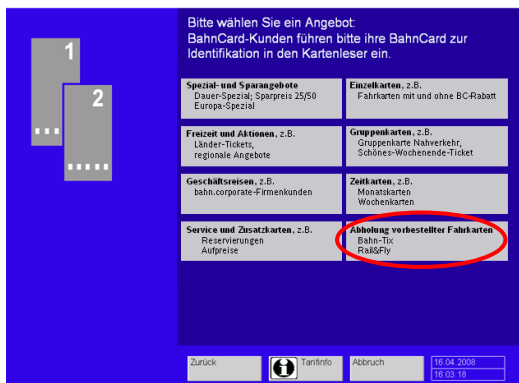 1
2
Bitte wählen Sie ein Angebot:
BahnCard-Kunden führen bitte ihre BahnCard zur
Identifikation in den Kartenleser ein.
Spezial- und Sparangebote
Dauer-Spezial; Sparpreis 25/50
Europa-Spezial
Einzelkarten, z.B.
Fahrkarten mit und ohne BC-Rabatt
Freizeit und Aktionen, z.B.
Länder-Tickets,
regionale Angebote
Gruppenkarten, z.B.
Gruppenkarte Nahverkehr,
Schönes-Wochenende-Ticket
Geschäftsreisen, z.B.
bahn.corporate-Firmenkunden
Zeitkarten, z.B.
Monatskarten
Wochenkarten
Service und Zusatzkarten, z.B.
Reservierungen
Aufpreise
Abholung vorbestellter Fahrkarten
Bahn-Tix
Rail&Fly
Zurück
i Tarifinfo
Abbruch
16.04.2008
16:03:18